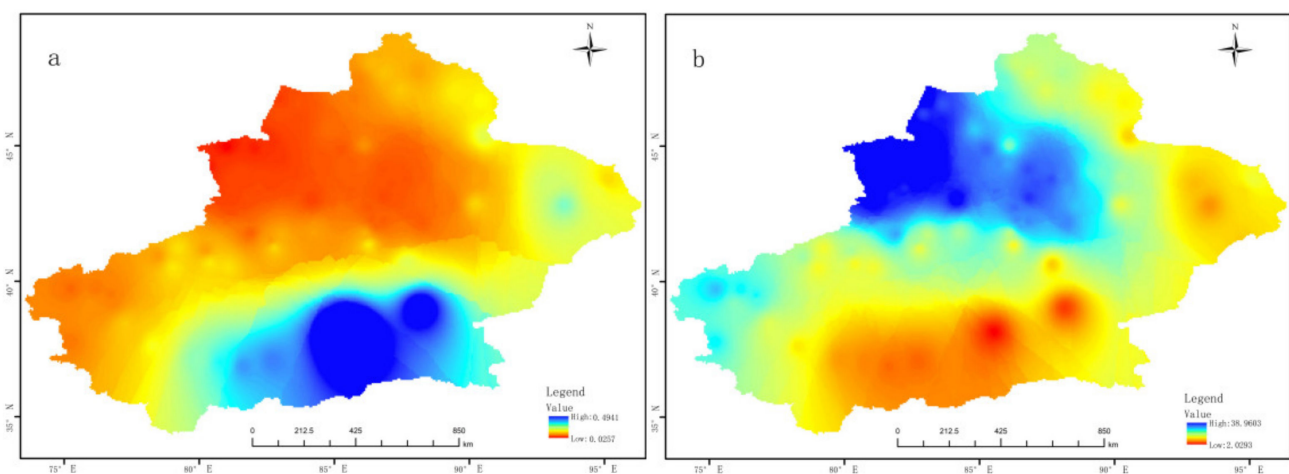 a
N
45° N
40° N
35° N
Legend
Value
High:0.4941
Low:0.0257
0 212.5 425 850
km
75° E 80° E 85° E 90° E 95° E
b
N
45° N
40° N
35° N
Legend
Value
High:38.9603
Low:2.0293
0 212.5 425 850
km
75° E 80° E 85° E 90° E 95° E